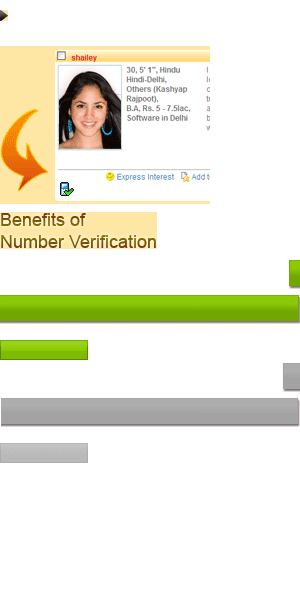 shailey
30, 5' 1", Hindu
Hindi-Delhi,
Others (Kashyap
Rajpoot),
B.A, Rs. 5 - 7.5lac,
Software in Delhi
Express Interest Add t
Benefits of
Number Verification